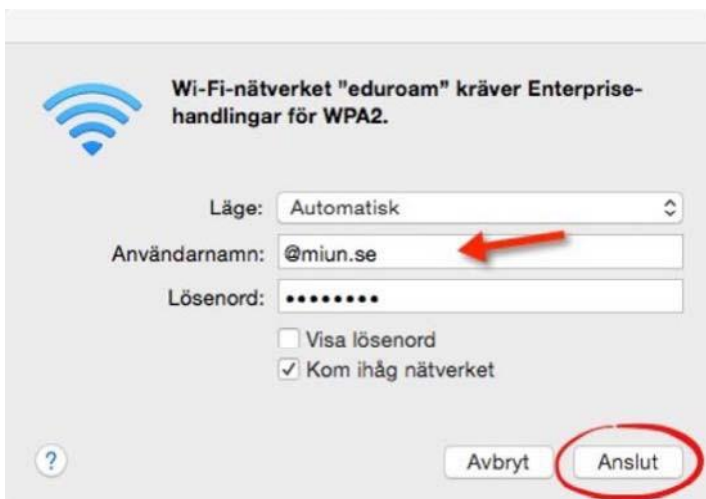 Wi-Fi-nätverket "eduroam" kräver Enterprise-
handlingar för WPA2.
Läge: Automatisk
Användarnamn: @miun.se
Lösenord: ••••••••
Visa lösenord
Kom ihåg nätverket
? Avbryt Anslut